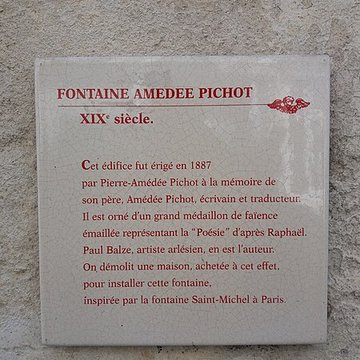 FONTAINE AMEDEE PICHOT
XIXe siècle.
Cet édifice fut érigé en 1887
par Pierre-Amédée Pichot à la mémoire de
son père, Amédée Pichot, écrivain et traducteur.
Il est orné d'un grand médaillon de faïence
émaillée représentant la "Poésie" d'après Raphaël.
Paul Balze, artiste arlésien, en est l'auteur.
On démolit une maison, achetée à cet effet,
pour installer cette fontaine,
inspirée par la fontaine Saint-Michel à Paris.